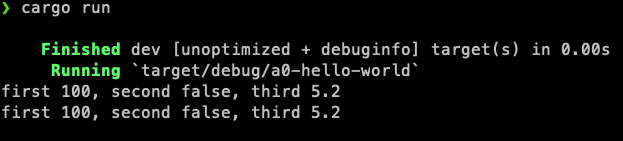 ❯ cargo run
Finished dev [unoptimized + debuginfo] target(s) in 0.00s
Running `target/debug/a0-hello-world`
first 100, second false, third 5.2
first 100, second false, third 5.2